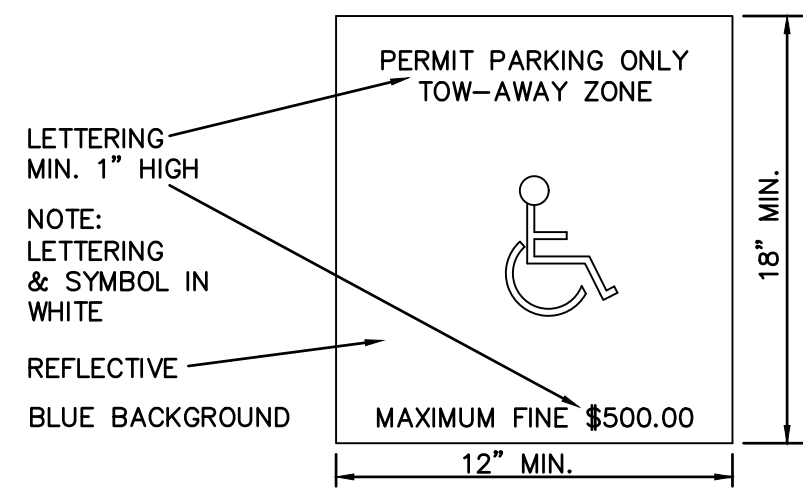 PERMIT PARKING ONLY
TOW-AWAY ZONE
LETTERING
MIN. 1" HIGH
NOTE:
LETTERING
& SYMBOL IN
WHITE
REFLECTIVE
BLUE BACKGROUND
MAXIMUM FINE $500.00
12" MIN.
18" MIN.